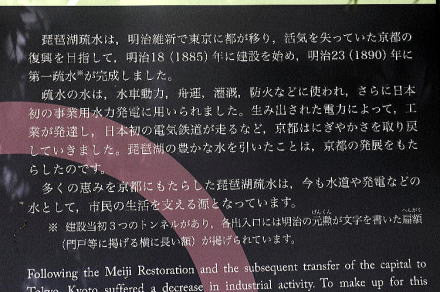 琵琶湖疏水は，明治維新で東京に都が移り，活気を失っていた京都の
復興を目指して，明治18（1885）年に建設を始め，明治23（1890）年に
第一疏水※が完成しました。
疏水の水は，水車動力，舟運，灌漑，防火などに使われ，さらに日本
初の事業用水力発電に用いられました。生み出された電力によって，工
業が発達し，日本初の電気鉄道が走るなど，京都はにぎやかさを取り戻
していきました。琵琶湖の豊かな水を引いたことは，京都の発展をもた
らしたのです。
多くの恵みを京都にもたらした琵琶湖疏水は，今も水道や発電などの
水として，市民の生活を支える源となっています。
※ 建設当初３つのトンネルがあり，各出入口には明治の元勲が文字を書いた扁額
（門戸等に掲げる横に長い額）が掲げられています。
Following the Meiji Restoration and the subsequent transfer of the capital to
Tokyo, Kyoto suffered a decrease in industrial activity. To make up for this